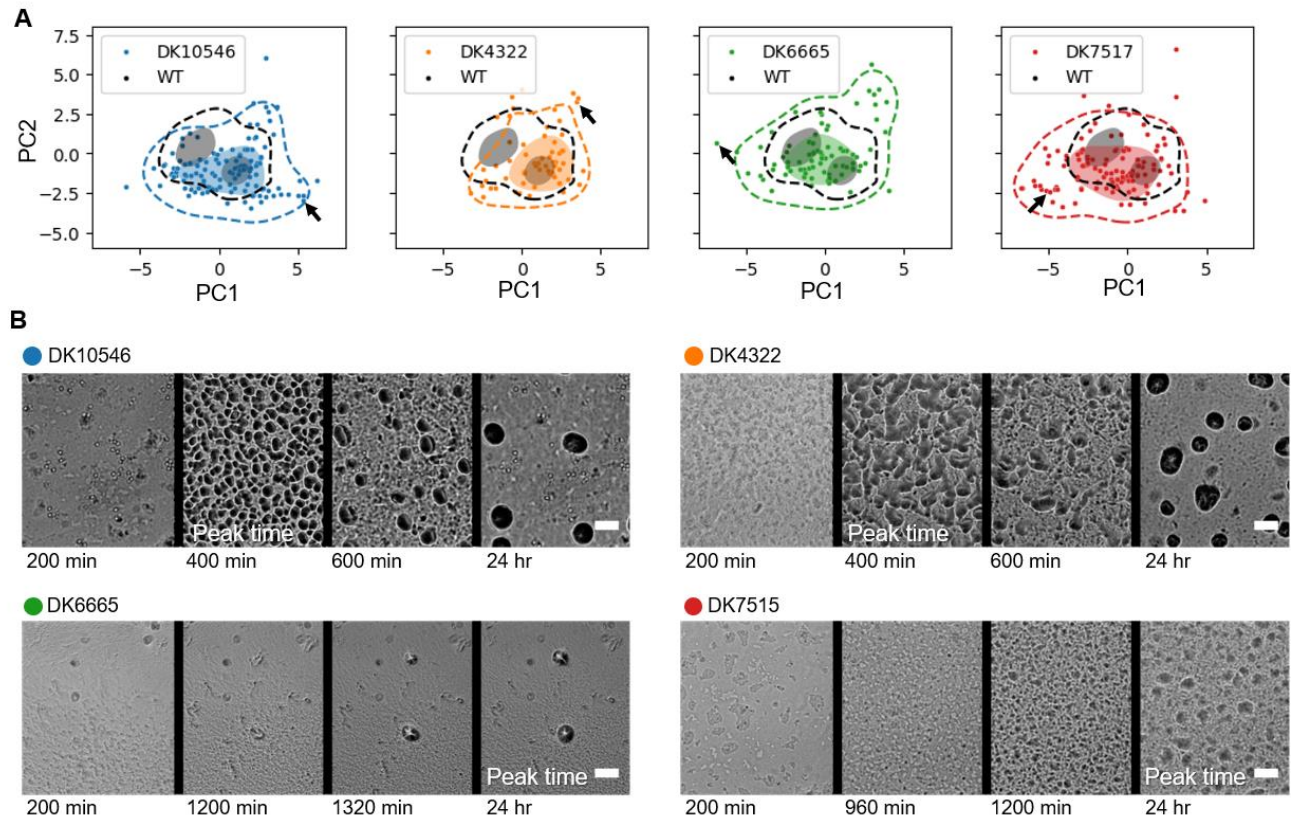 A
DK10546
WT
DK4322
WT
DK6665
WT
DK7517
WT
7.5
5.0
2.5
0.0
−2.5
−5.0
PC2
−5 0 5
−5 0 5
−5 0 5
−5 0 5
PC1
PC1
PC1
PC1
B
DK10546
Peak time
200 min 400 min 600 min 24 hr
DK4322
Peak time
200 min 400 min 600 min 24 hr
DK6665
Peak time
200 min 1200 min 1320 min 24 hr
DK7515
Peak time
200 min 960 min 1200 min 24 hr